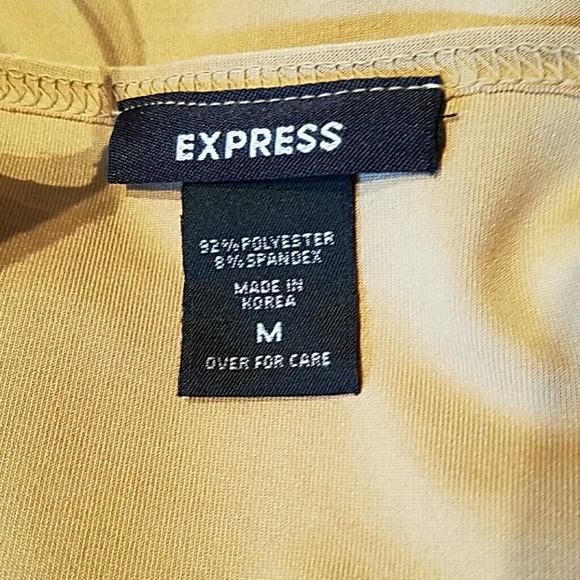 EXPRESS
92% POLYESTER
8% SPANDEX
MADE IN
KOREA
M
OVER FOR CARE